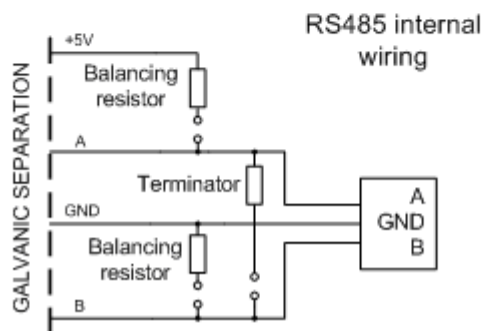 RS485 internal
wiring
GALVANIC SEPARATION
+5V
Balancing
resistor
A
Terminator
GND
Balancing
resistor
B
A
GND
B